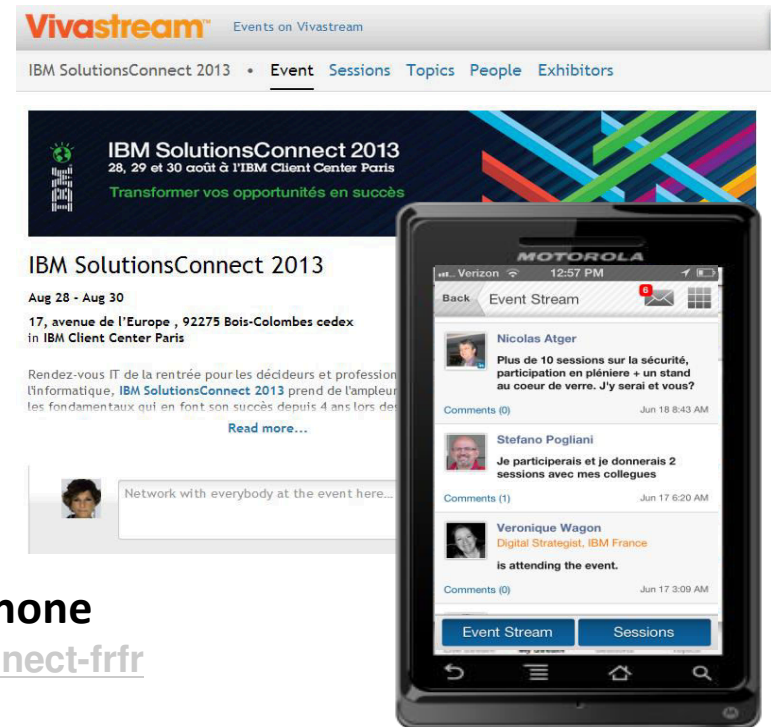 Vivastream™ Events on Vivastream
IBM SolutionsConnect 2013 • Event Sessions Topics People Exhibitors
IBM
IBM SolutionsConnect 2013
28, 29 et 30 août à l'IBM Client Center Paris
Transformer vos opportunités en succès
IBM SolutionsConnect 2013
Aug 28 - Aug 30
17, avenue de l'Europe , 92275 Bois-Colombes cedex
in IBM Client Center Paris
Rendez-vous IT de la rentrée pour les décideurs et profession
l'informatique, IBM SolutionsConnect 2013 prend de l'ampleur
les fondamentaux qui en font son succès depuis 4 ans lors des
Read more...
Network with everybody at the event here...
hone
nnect-frfr
MOTOROLA
Verizon 12:57 PM
Back Event Stream 6
Nicolas Atger
Plus de 10 sessions sur la sécurité,
participation en plénière + un stand
au coeur de verre. J'y serai et vous?
Comments (0) Jun 18 8:43 AM
Stefano Pogliani
Je participerais et je donnerais 2
sessions avec mes collegues
Comments (1) Jun 17 6:20 AM
Veronique Wagon
Digital Strategist, IBM France
is attending the event.
Comments (0) Jun 17 3:09 AM
Event Stream Sessions